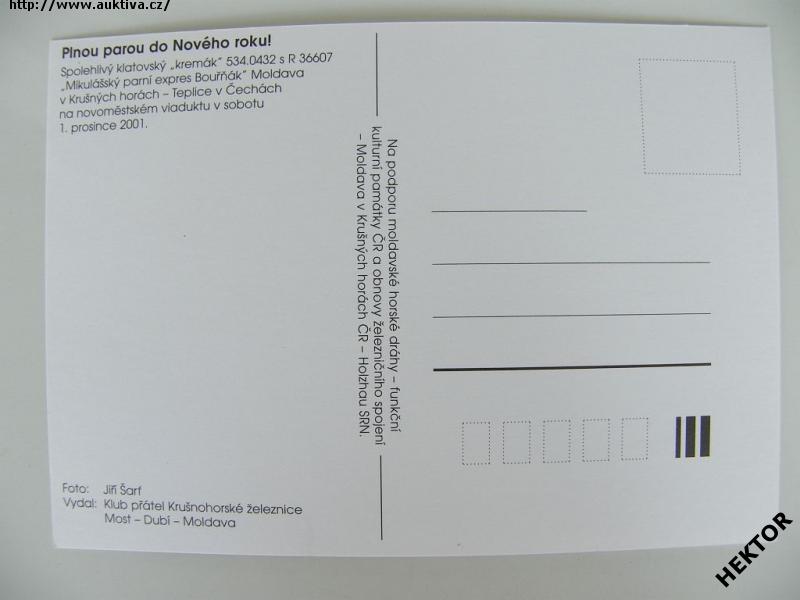 http://www.auktiva.cz/
Plnou parou do Nového roku!
Spolehlivý klatovský „kremák“ 534.0432 s R 36607
„Mikulášský parní expres Bouřňák“ Moldava
v Krušných horách – Teplice v Čechách
na novoměstském viaduktu v sobotu
1. prosince 2001.
Na podporu moldavské horské dráhy – funkční
kulturní památky ČR a obnovy železničního spojení
– Moldava v Krušných horách ČR – Holzhau SRN.
Foto: Jiří Šarf
Vydal: Klub přátel Krušnohorské železnice
Most – Dubí – Moldava
HEKTOR